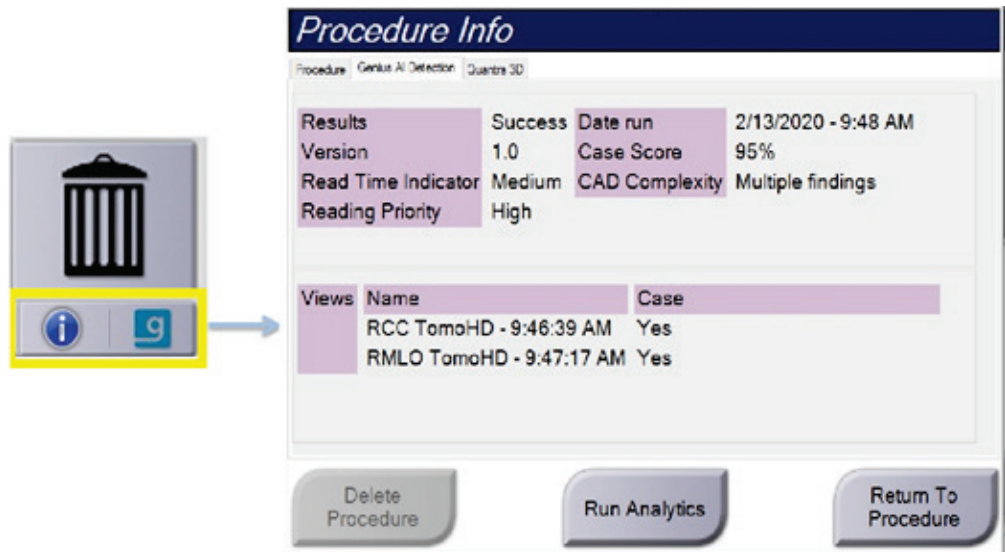 Procedure Info
Procedure Genius AI Detection Quantra 3D
Results Success Date run 2/13/2020 - 9:48 AM
Version 1.0 Case Score 95%
Read Time Indicator Medium CAD Complexity Multiple findings
Reading Priority High
i g
Views Name Case
RCC TomoHD - 9:46:39 AM Yes
RMLO TomoHD - 9:47:17 AM Yes
Delete
Procedure
Run Analytics
Return To
Procedure